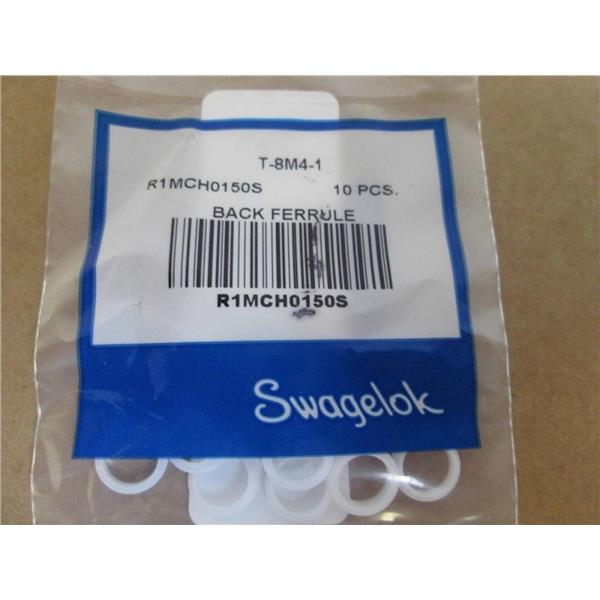 T-8M4-1
R1MCH0150S 10 PCS.
BACK FERRULE
R1MCH0150S
Swagelok